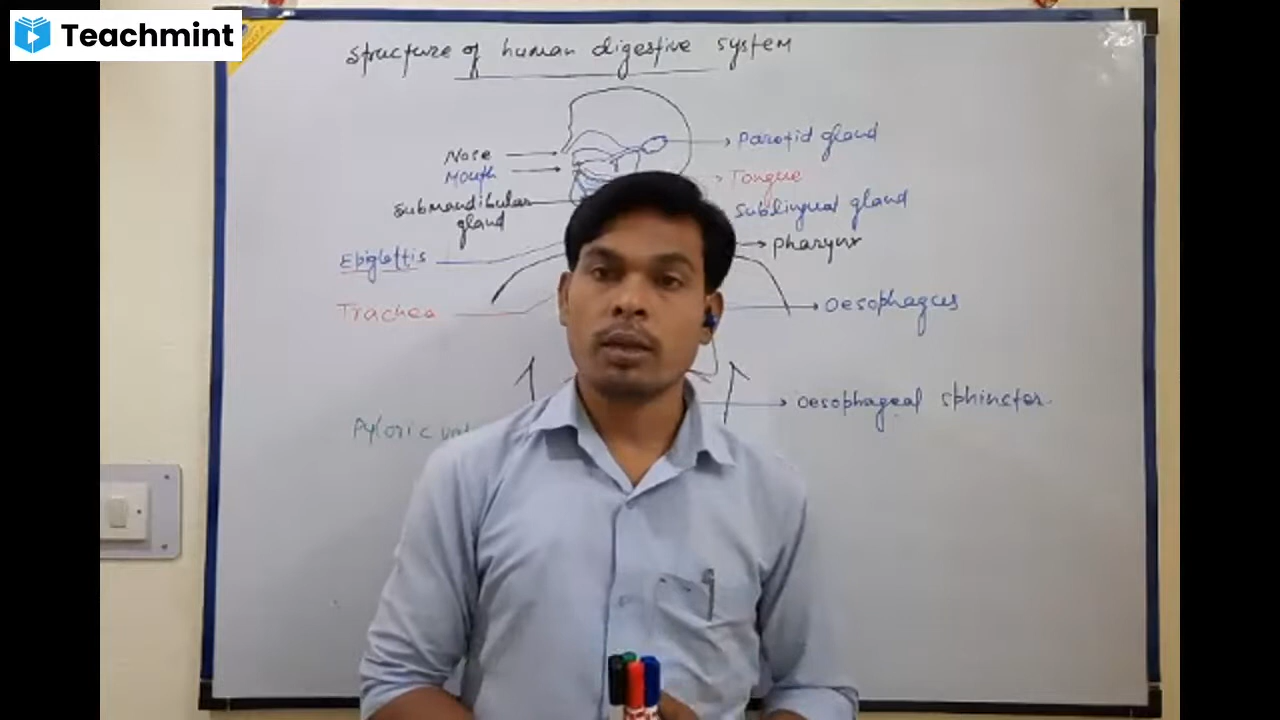 Teachmint
Structure of human digestive system
Nose
Mouth
Submandibular
gland
Epiglottis
Trachea
Pyloric
Parotid gland
Tongue
Sublingual gland
Pharynx
Oesophagus
Oesophageal sphincter